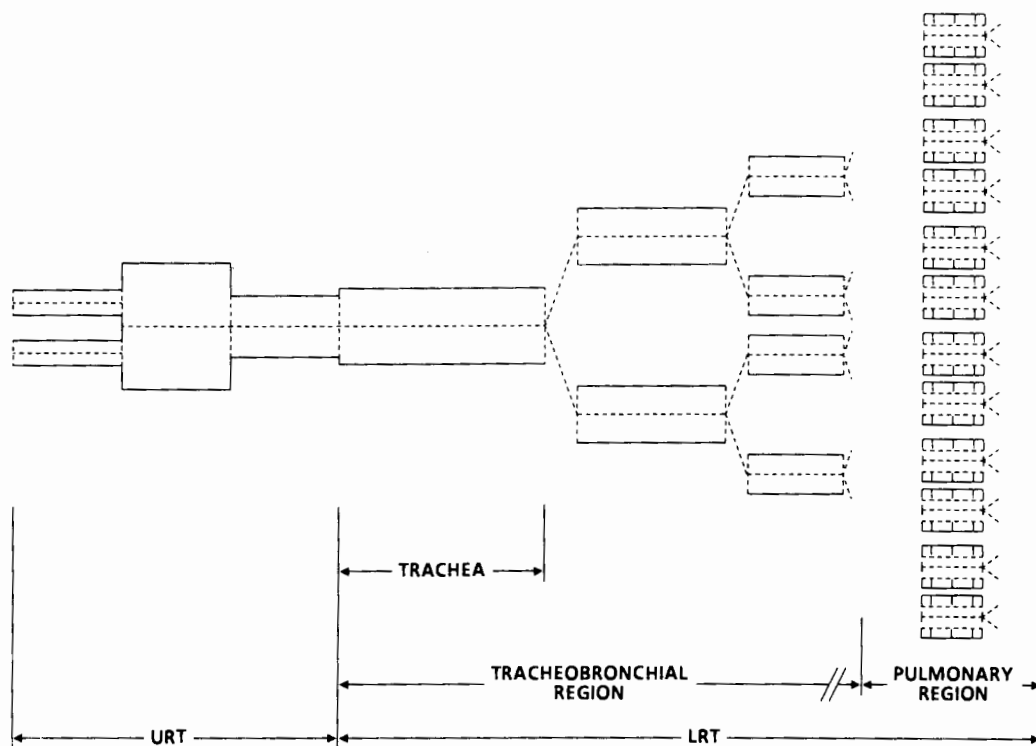 TRACHEA
TRACHEOBRONCHIAL
REGION
PULMONARY
REGION
URT
LRT